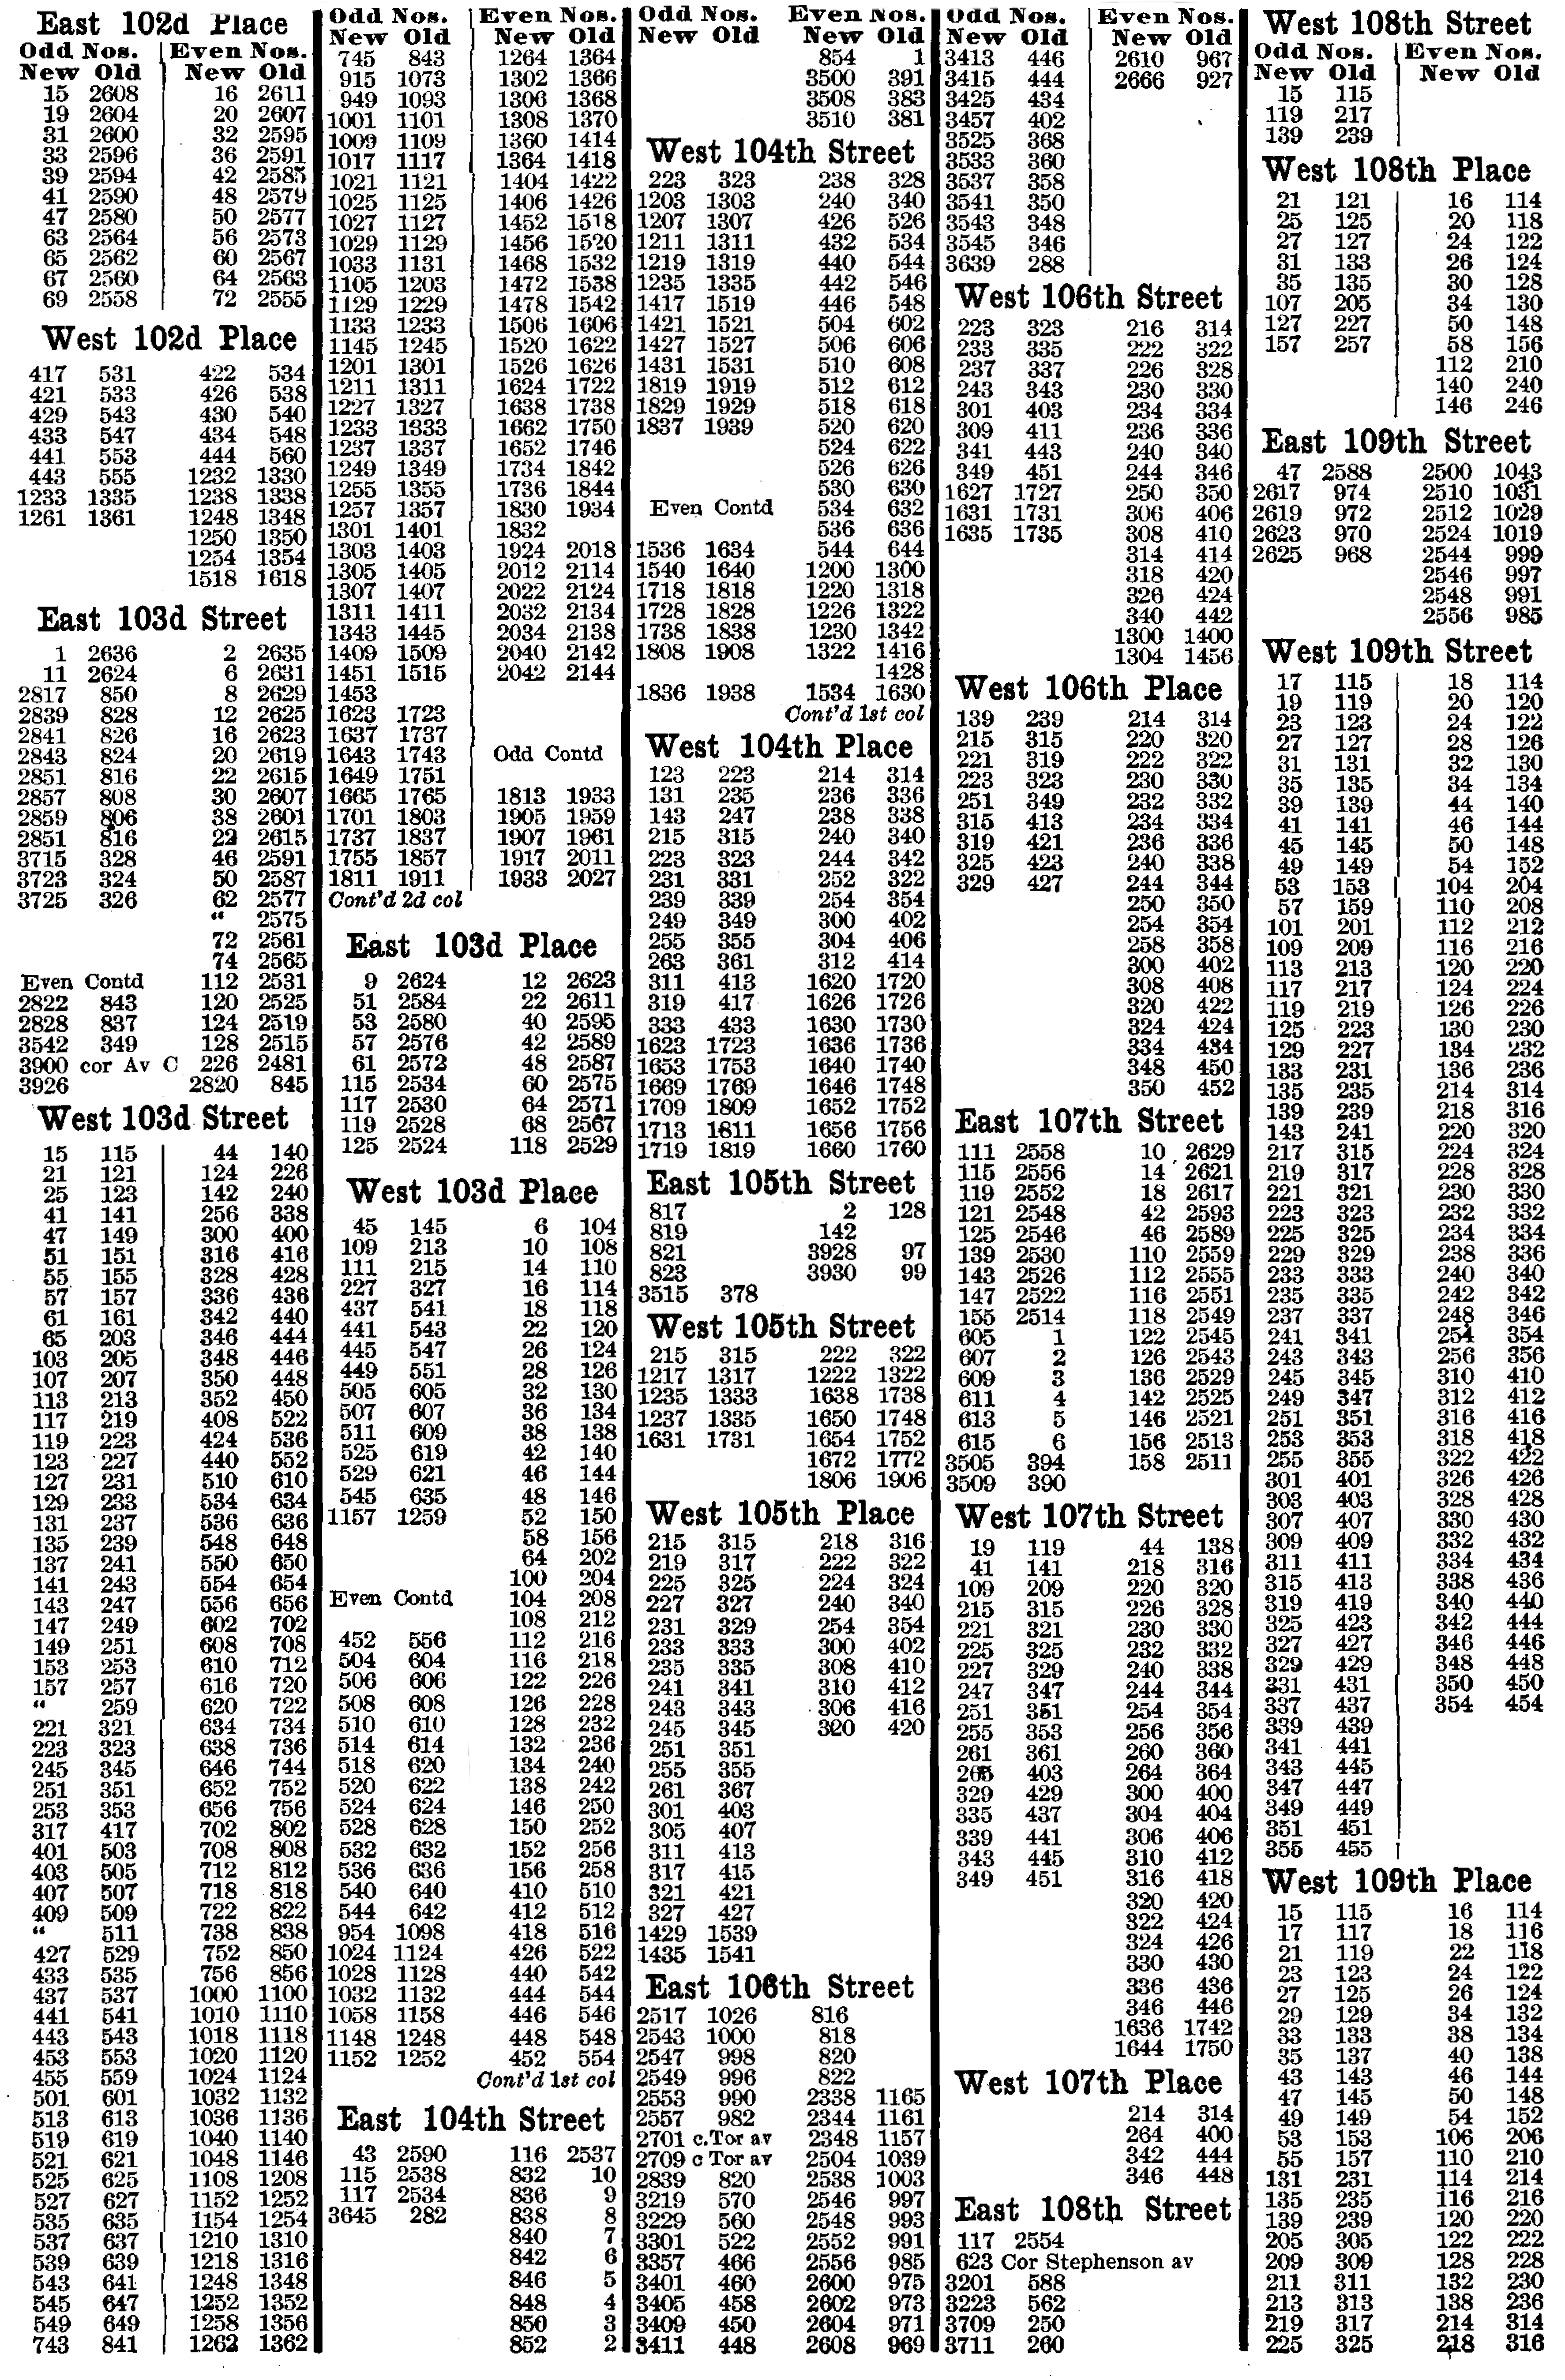 East 102d Place
Odd Nos. Even Nos.
New Old New Old
15 2608 16 2611
19 2604 20 2607
31 2600 32 2595
33 2596 36 2591
39 2594 42 2585
41 2590 48 2579
47 2580 50 2577
63 2564 56 2573
65 2562 60 2567
67 2560 64 2563
69 2558 72 2555
West 102d Place
417 531 422 534
421 533 426 538
429 543 430 540
433 547 434 548
441 553 444 560
443 555 1232 1330
1233 1335 1238 1338
1261 1361 1248 1348
1250 1350
1254 1354
1518 1618
East 103d Street
1 2636 2 2635
11 2624 6 2631
2817 850 8 2629
2839 828 12 2625
2841 826 16 2623
2843 824 20 2619
2851 816 22 2615
2857 808 30 2607
2859 806 38 2601
2851 816 22 2615
3715 328 46 2591
3723 324 50 2587
3725 326 62 2577
“ 2575
72 2561
74 2565
Even Contd 112 2531
2822 843 120 2525
2828 837 124 2519
3542 349 128 2515
3900 cor Av C 226 2481
3926 2820 845
West 103d Street
15 115 44 140
21 121 124 226
25 123 142 240
41 141 256 338
47 149 300 400
51 151 316 416
55 155 328 428
57 157 336 436
61 161 342 440
65 203 346 444
103 205 348 446
107 207 350 448
113 213 352 450
117 219 408 522
119 223 424 536
123 227 440 552
127 231 510 610
129 233 534 634
131 237 536 636
135 239 548 648
137 241 550 650
141 243 554 654
143 247 556 656
147 249 602 702
149 251 608 708
153 253 610 712
157 257 616 720
“ 259 620 722
221 321 634 734
223 323 638 736
245 345 646 744
251 351 652 752
253 353 656 756
317 417 702 802
401 503 708 808
403 505 712 812
407 507 718 818
409 509 722 822
“ 511 738 838
427 529 752 850
433 535 756 856
437 537 1000 1100
441 541 1010 1110
443 543 1018 1118
453 553 1020 1120
455 559 1024 1124
501 601 1032 1132
513 613 1036 1136
519 619 1040 1140
521 621 1048 1146
525 625 1108 1208
527 627 1152 1252
535 635 1154 1254
537 637 1210 1310
539 639 1218 1316
543 641 1248 1348
545 647 1252 1352
549 649 1258 1356
743 841 1262 1362
Odd Nos. Even Nos.
New Old New Old
745 843 1264 1364
915 1073 1302 1366
949 1093 1306 1368
1001 1101 1308 1370
1009 1109 1360 1414
1017 1117 1364 1418
1021 1121 1404 1422
1025 1125 1406 1426
1027 1127 1452 1518
1029 1129 1456 1520
1033 1131 1468 1532
1105 1203 1472 1538
1129 1229 1478 1542
1133 1233 1506 1606
1145 1245 1520 1622
1201 1301 1526 1626
1211 1311 1624 1722
1227 1327 1638 1738
1233 1333 1662 1750
1237 1337 1652 1746
1249 1349 1734 1842
1255 1355 1736 1844
1257 1357 1830 1934
1301 1401 1832
1303 1403 1924 2018
1305 1405 2012 2114
1307 1407 2022 2124
1311 1411 2032 2134
1343 1445 2034 2138
1409 1509 2040 2142
1451 1515 2042 2144
1453
1623 1723
1637 1737
1643 1743 Odd Contd
1649 1751
1665 1765 1813 1933
1701 1803 1905 1959
1737 1837 1907 1961
1755 1857 1917 2011
1811 1911 1933 2027
Cont'd 2d col
East 103d Place
9 2624 12 2623
51 2584 22 2611
53 2580 40 2595
57 2576 42 2589
61 2572 48 2587
115 2534 60 2575
117 2530 64 2571
119 2528 68 2567
125 2524 118 2529
West 103d Place
45 145 6 104
109 213 10 108
111 215 14 110
227 327 16 114
437 541 18 118
441 543 22 120
445 547 26 124
449 551 28 126
505 605 32 130
507 607 36 134
511 609 38 138
525 619 42 140
529 621 46 144
545 635 48 146
1157 1259 52 150
58 156
64 202
100 204
Even Contd 104 208
108 212
452 556 112 216
504 604 116 218
506 606 122 226
508 608 126 228
510 610 128 232
514 614 132 236
518 620 134 240
520 622 138 242
524 624 146 250
528 628 150 252
532 632 152 256
536 636 156 258
540 640 410 510
544 642 412 512
954 1098 418 516
1024 1124 426 522
1028 1128 440 542
1032 1132 444 544
1058 1158 446 546
1148 1248 448 548
1152 1252 452 554
Cont'd 1st col
East 104th Street
43 2590 116 2537
115 2538 832 10
117 2534 836 9
3645 282 838 8
840 7
842 6
846 5
848 4
850 3
852 2
Odd Nos. Even Nos.
New Old New Old
854 1
3500 391
3508 383
3510 381
West 104th Street
223 323 238 328
1203 1303 240 340
1207 1307 426 526
1211 1311 432 534
1219 1319 440 544
1235 1335 442 546
1417 1519 446 548
1421 1521 504 602
1427 1527 506 606
1431 1531 510 608
1819 1919 512 612
1829 1929 518 618
1837 1939 520 620
524 622
526 626
530 630
Even Contd 534 632
536 636
1536 1634 544 644
1540 1640 1200 1300
1718 1818 1220 1318
1728 1828 1226 1322
1738 1838 1230 1342
1808 1908 1322 1416
1428
1836 1938 1534 1630
Cont'd 1st col
West 104th Place
123 223 214 314
131 235 236 336
143 247 238 338
215 315 240 340
223 323 244 342
231 331 252 322
239 339 254 354
249 349 300 402
255 355 304 406
263 361 312 414
311 413 1620 1720
319 417 1626 1726
333 433 1630 1730
1623 1723 1636 1736
1653 1753 1640 1740
1669 1769 1646 1748
1709 1809 1652 1752
1713 1811 1656 1756
1719 1819 1660 1760
East 105th Street
817 2 128
819 142
821 3928 97
823 3930 99
3515 378
West 105th Street
215 315 222 322
1217 1317 1222 1322
1235 1333 1638 1738
1237 1335 1650 1748
1631 1731 1654 1752
1672 1772
1806 1906
West 105th Place
215 315 218 316
219 317 222 322
225 325 224 324
227 327 240 340
231 329 254 354
233 333 300 402
235 335 308 410
241 341 310 412
243 343 306 416
245 345 320 420
251 351
255 355
261 367
301 403
305 407
311 413
317 415
321 421
327 427
1429 1539
1435 1541
East 106th Street
2517 1026 816
2543 1000 818
2547 998 820
2549 996 822
2553 990 2338 1165
2557 982 2344 1161
2701 c.Tor av 2348 1157
2709 c Tor av 2504 1039
2839 820 2538 1003
3219 570 2546 997
3229 560 2548 993
3301 522 2552 991
3357 466 2556 985
3401 460 2600 975
3405 458 2602 973
3409 450 2604 971
3411 448 2608 969
Odd Nos. Even Nos.
New Old New Old
3413 446 2610 967
3415 444 2666 927
3425 434
3457 402
3525 368
3533 360
3537 358
3541 350
3543 348
3545 346
3639 288
West 106th Street
223 323 216 314
233 335 222 322
237 337 226 328
243 343 230 330
301 403 234 334
309 411 236 336
341 443 240 340
349 451 244 346
1627 1727 250 350
1631 1731 306 406
1635 1735 308 410
314 414
318 420
326 424
340 442
1300 1400
1304 1456
West 106th Place
139 239 214 314
215 315 220 320
221 319 222 322
223 323 230 330
251 349 232 332
315 413 234 334
319 421 236 336
325 423 240 338
329 427 244 344
250 350
254 354
258 358
300 402
308 408
320 422
324 424
334 434
348 450
350 452
East 107th Street
111 2558 10 2629
115 2556 14 2621
119 2552 18 2617
121 2548 42 2593
125 2546 46 2589
139 2530 110 2559
143 2526 112 2555
147 2522 116 2551
155 2514 118 2549
605 1 122 2545
607 2 126 2543
609 3 136 2529
611 4 142 2525
613 5 146 2521
615 6 156 2513
3505 394 158 2511
3509 390
West 107th Street
19 119 44 138
41 141 218 316
109 209 220 320
215 315 226 328
221 321 230 330
225 325 232 332
227 329 240 338
247 347 244 344
251 351 254 354
255 353 256 356
261 361 260 360
265 403 264 364
329 429 300 400
335 437 304 404
339 441 306 406
343 445 310 412
349 451 316 418
320 420
322 424
324 426
330 430
336 436
346 446
1636 1742
1644 1750
West 107th Place
214 314
264 400
342 444
346 448
East 108th Street
117 2554
623 Cor Stephenson av
3201 588
3223 562
3709 250
3711 260
West 108th Street
Odd Nos. Even Nos.
New Old New Old
15 115
119 217
139 239
West 108th Place
21 121 16 114
25 125 20 118
27 127 24 122
31 133 26 124
35 135 30 128
107 205 34 130
127 227 50 148
157 257 58 156
112 210
140 240
146 246
East 109th Street
47 2588 2500 1043
2617 974 2510 1031
2619 972 2512 1029
2623 970 2524 1019
2625 968 2544 999
2546 997
2548 991
2556 985
West 109th Street
17 115 18 114
19 119 20 120
23 123 24 122
27 127 28 126
31 131 32 130
35 135 34 134
39 139 44 140
41 141 46 144
45 145 50 148
49 149 54 152
53 153 104 204
57 159 110 208
101 201 112 212
109 209 116 216
113 213 120 220
117 217 124 224
119 219 126 226
125 223 130 230
129 227 134 232
133 231 136 236
135 235 214 314
139 239 218 316
143 241 220 320
217 315 224 324
219 317 228 328
221 321 230 330
223 323 232 332
225 325 234 334
229 329 238 336
233 333 240 340
235 335 242 342
237 337 248 346
241 341 254 354
243 343 256 356
245 345 310 410
249 347 312 412
251 351 316 416
253 353 318 418
255 355 322 422
301 401 326 426
303 403 328 428
307 407 330 430
309 409 332 432
311 411 334 434
315 413 338 436
319 419 340 440
325 423 342 444
327 427 346 446
329 429 348 448
331 431 350 450
337 437 354 454
339 439
341 441
343 445
347 447
349 449
351 451
355 455
West 109th Place
15 115 16 114
17 117 18 116
21 119 22 118
23 123 24 122
27 125 26 124
29 129 34 132
33 133 38 134
35 137 40 138
43 143 46 144
47 145 50 148
49 149 54 152
53 153 106 206
55 157 110 210
131 231 114 214
135 235 116 216
139 239 120 220
205 305 122 222
209 309 128 228
211 311 132 230
213 313 138 236
219 317 214 314
225 325 218 316